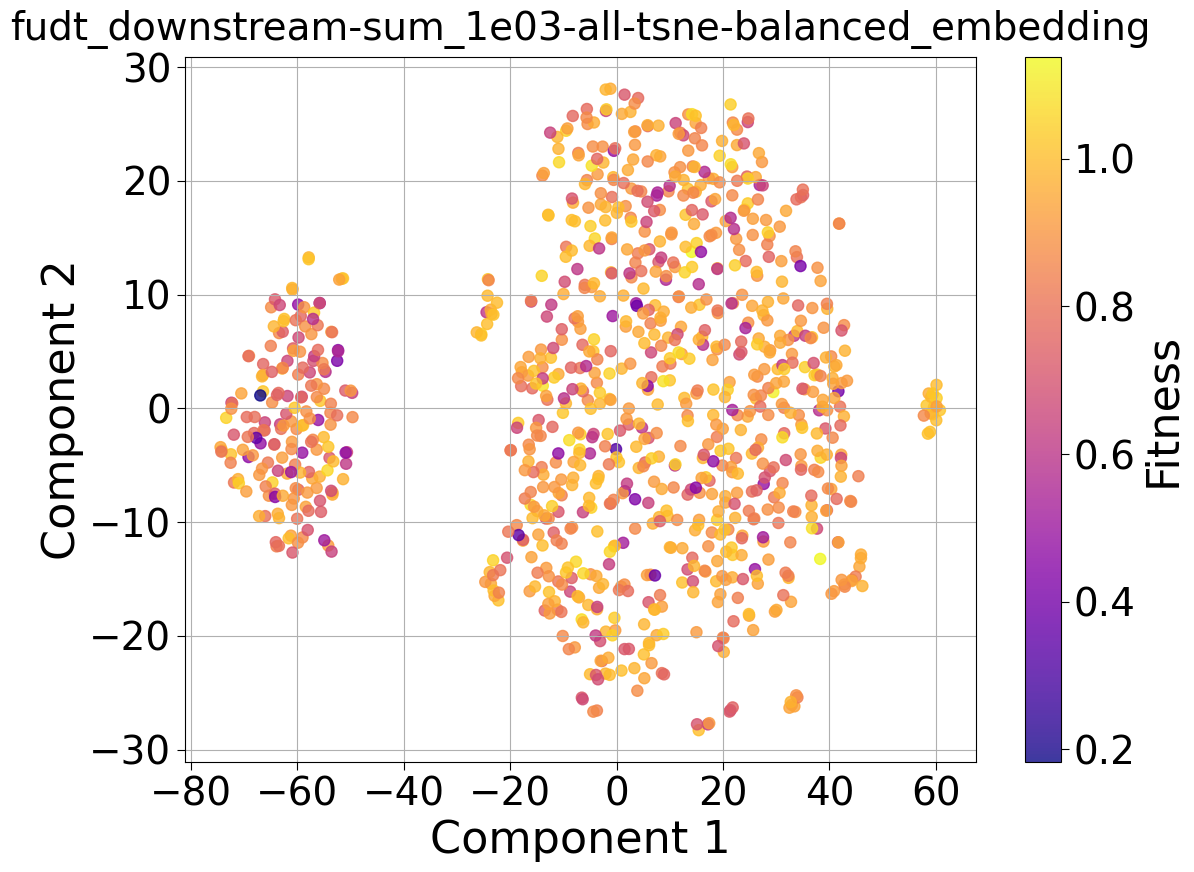 fudt_downstream-sum_1e03-all-tsne-balanced_embedding
30
20
10
0
−10
−20
−30
Component 2
−80 −60 −40 −20 0 20 40 60
Component 1
1.0
0.8
0.6
0.4
0.2
Fitness